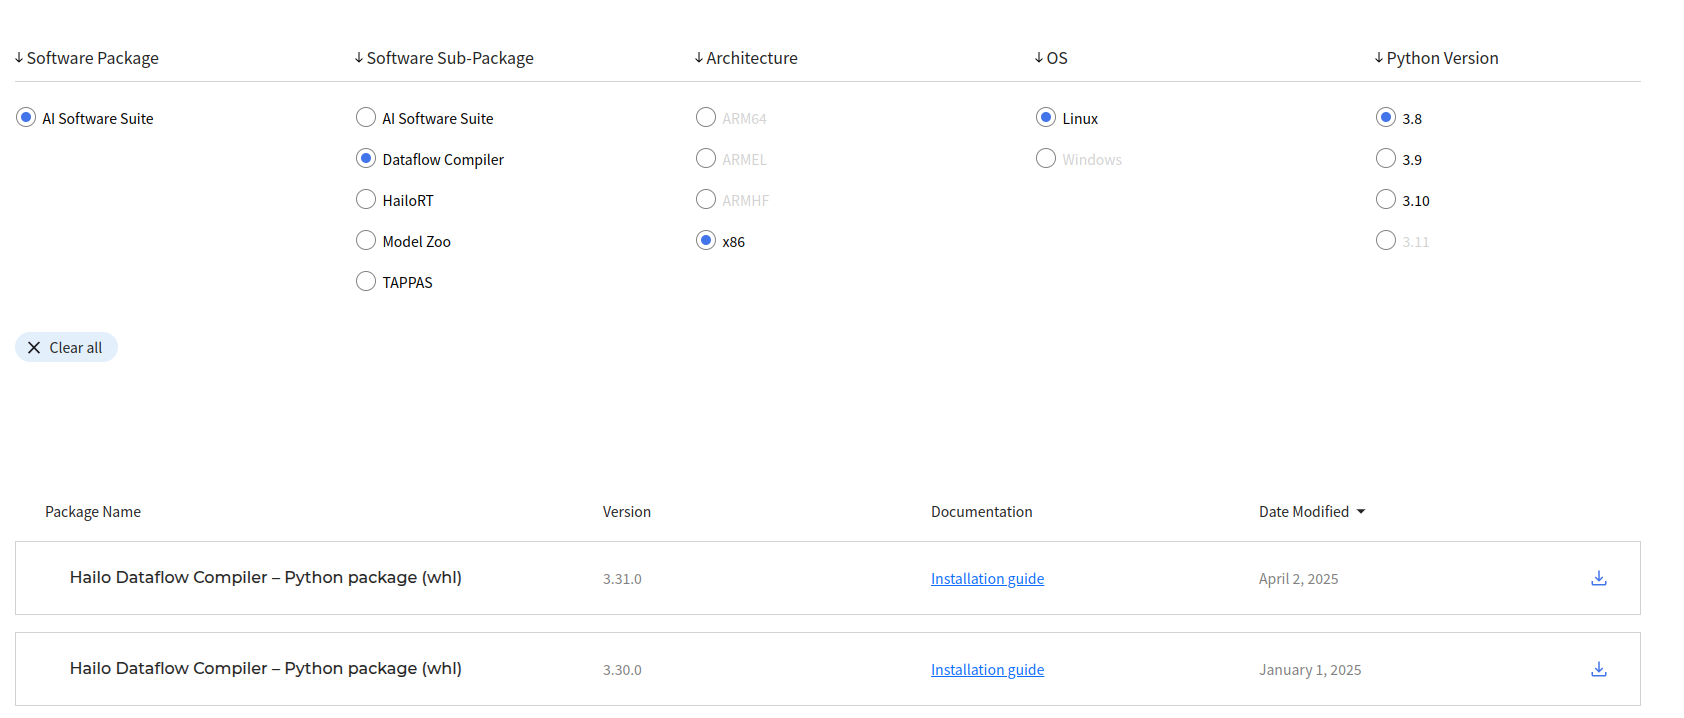 ↓ Software Package ↓ Software Sub-Package ↓ Architecture ↓ OS ↓ Python Version
AI Software Suite AI Software Suite ARM64 Linux 3.8
Dataflow Compiler ARMEL Windows 3.9
HailoRT ARMHF 3.10
Model Zoo x86 3.11
TAPPAS
Clear all
Package Name Version Documentation Date Modified
Hailo Dataflow Compiler – Python package (whl) 3.31.0 Installation guide April 2, 2025
Hailo Dataflow Compiler – Python package (whl) 3.30.0 Installation guide January 1, 2025